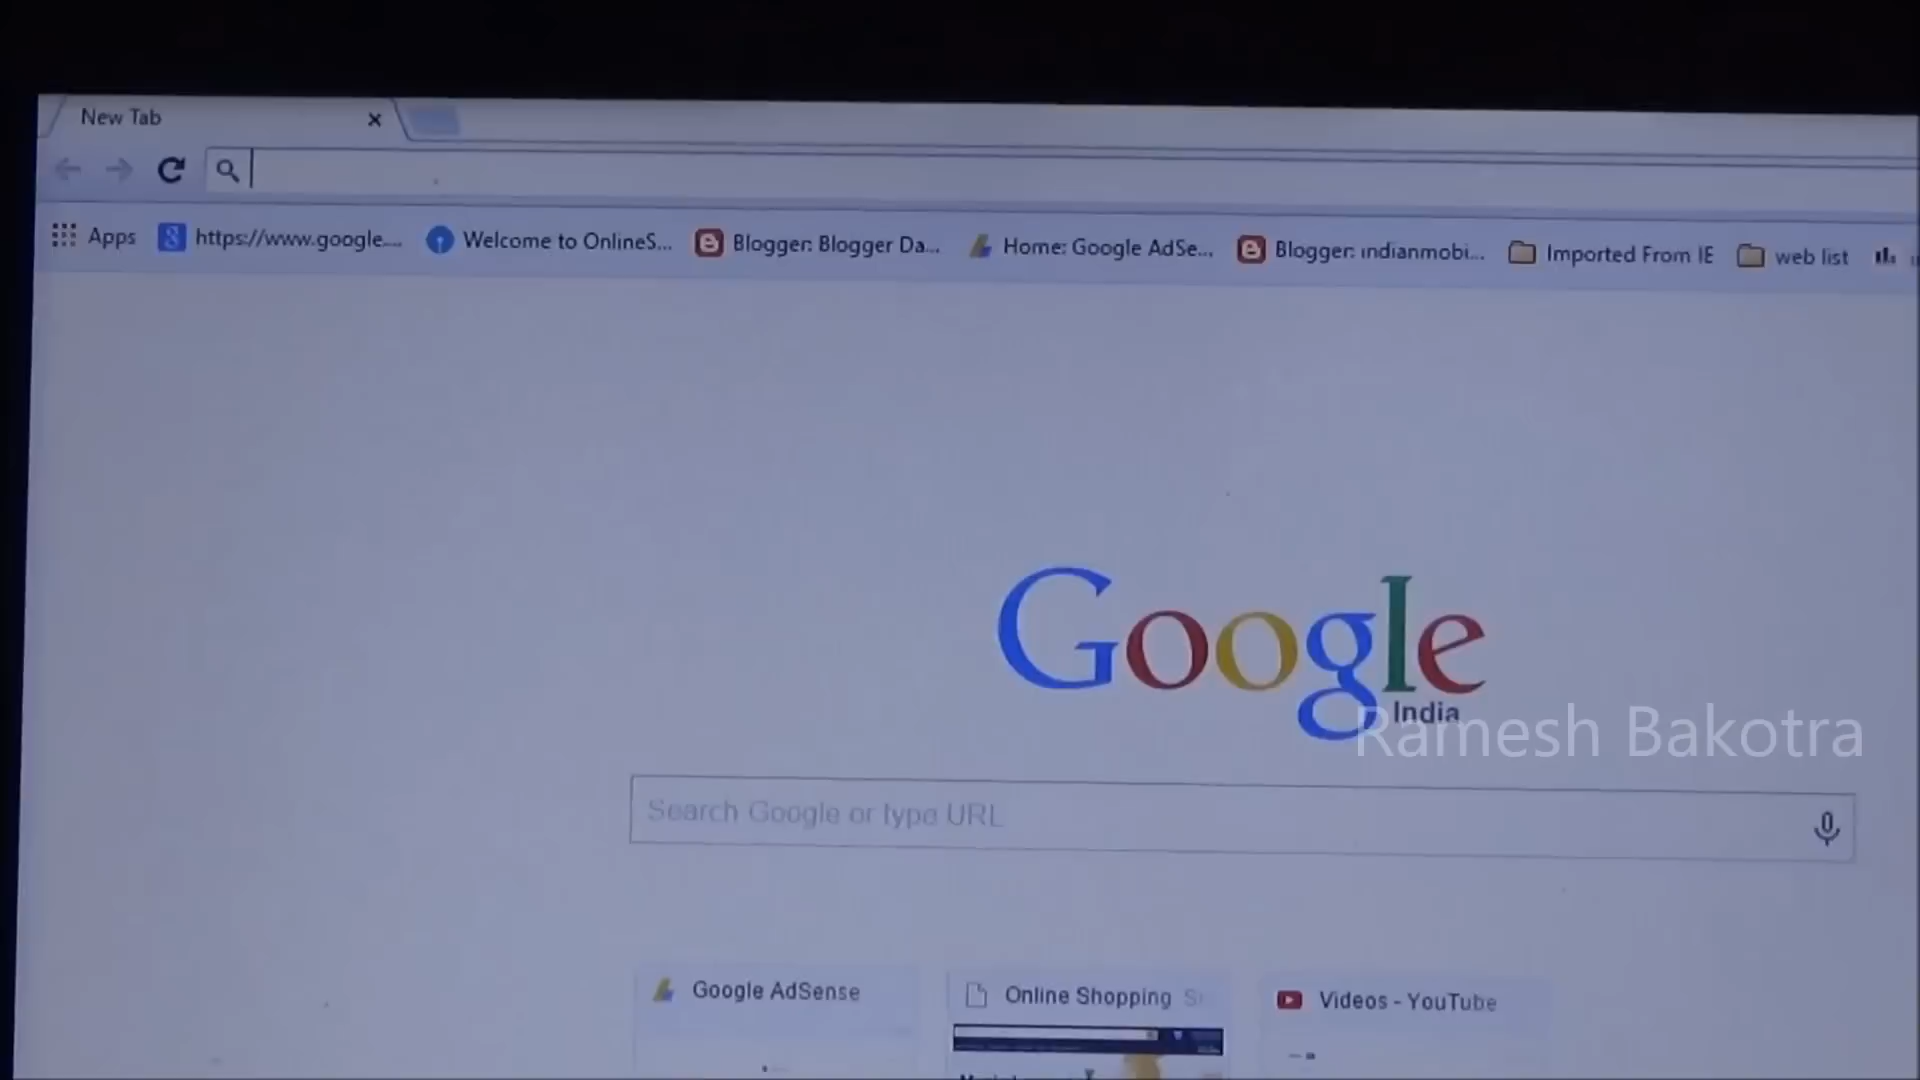 New Tab
Apps https://www.google.... Welcome to OnlineS... Blogger: Blogger Da... Home: Google AdSe... Blogger: indianmobi... Imported From IE web list
Google
India
Ramesh Bakotra
Search Google or type URL
Google AdSense Online Shopping Videos - YouTube